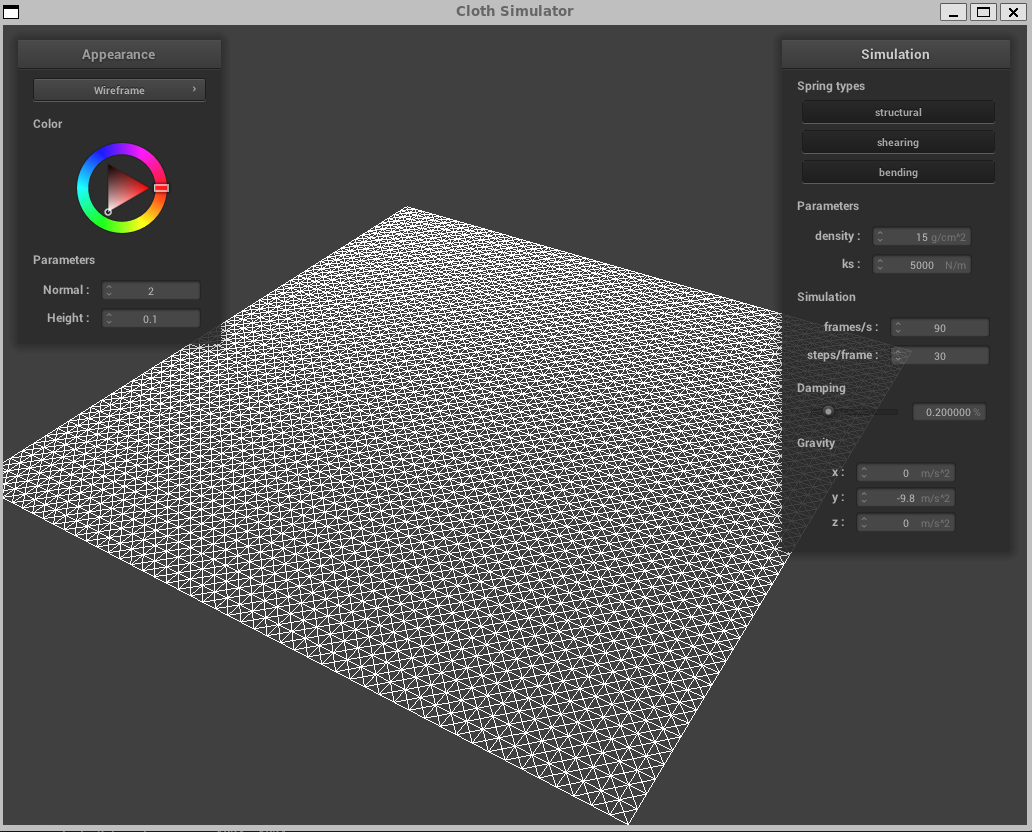 Cloth Simulator
Appearance
Wireframe
Color
Parameters
Normal : 2
Height : 0.1
Simulation
Spring types
structural
shearing
bending
Parameters
density : 15 g/cm^2
ks : 5000 N/m
Simulation
frames/s : 90
steps/frame : 30
Damping
0.200000 %
Gravity
x : 0 m/s^2
y : -9.8 m/s^2
z : 0 m/s^2